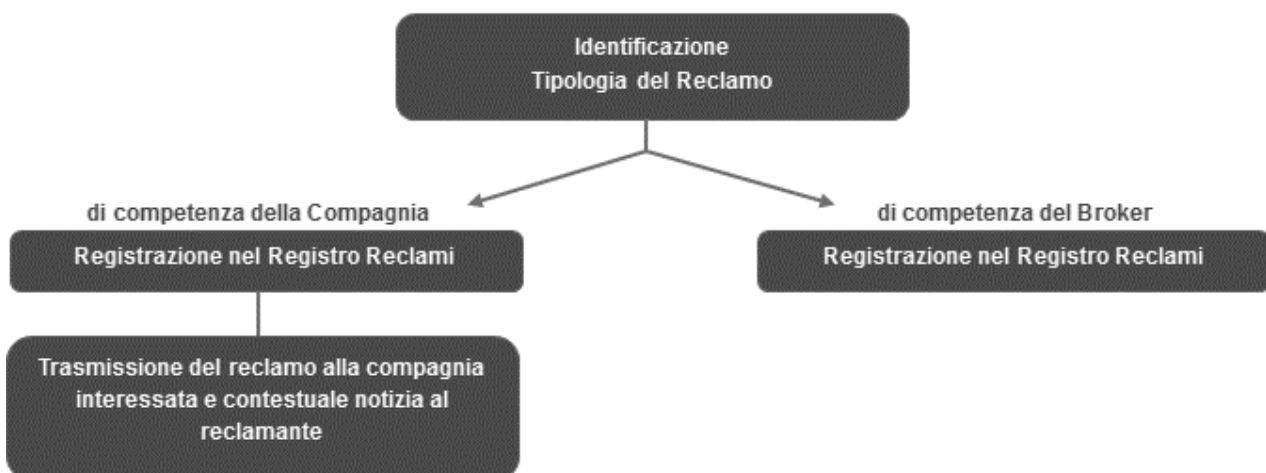 Identificazione
Tipologia del Reclamo
di competenza della Compagnia
di competenza del Broker
Registrazione nel Registro Reclami
Registrazione nel Registro Reclami
Trasmissione del reclamo alla compagnia
interessata e contestuale notizia al
reclamante